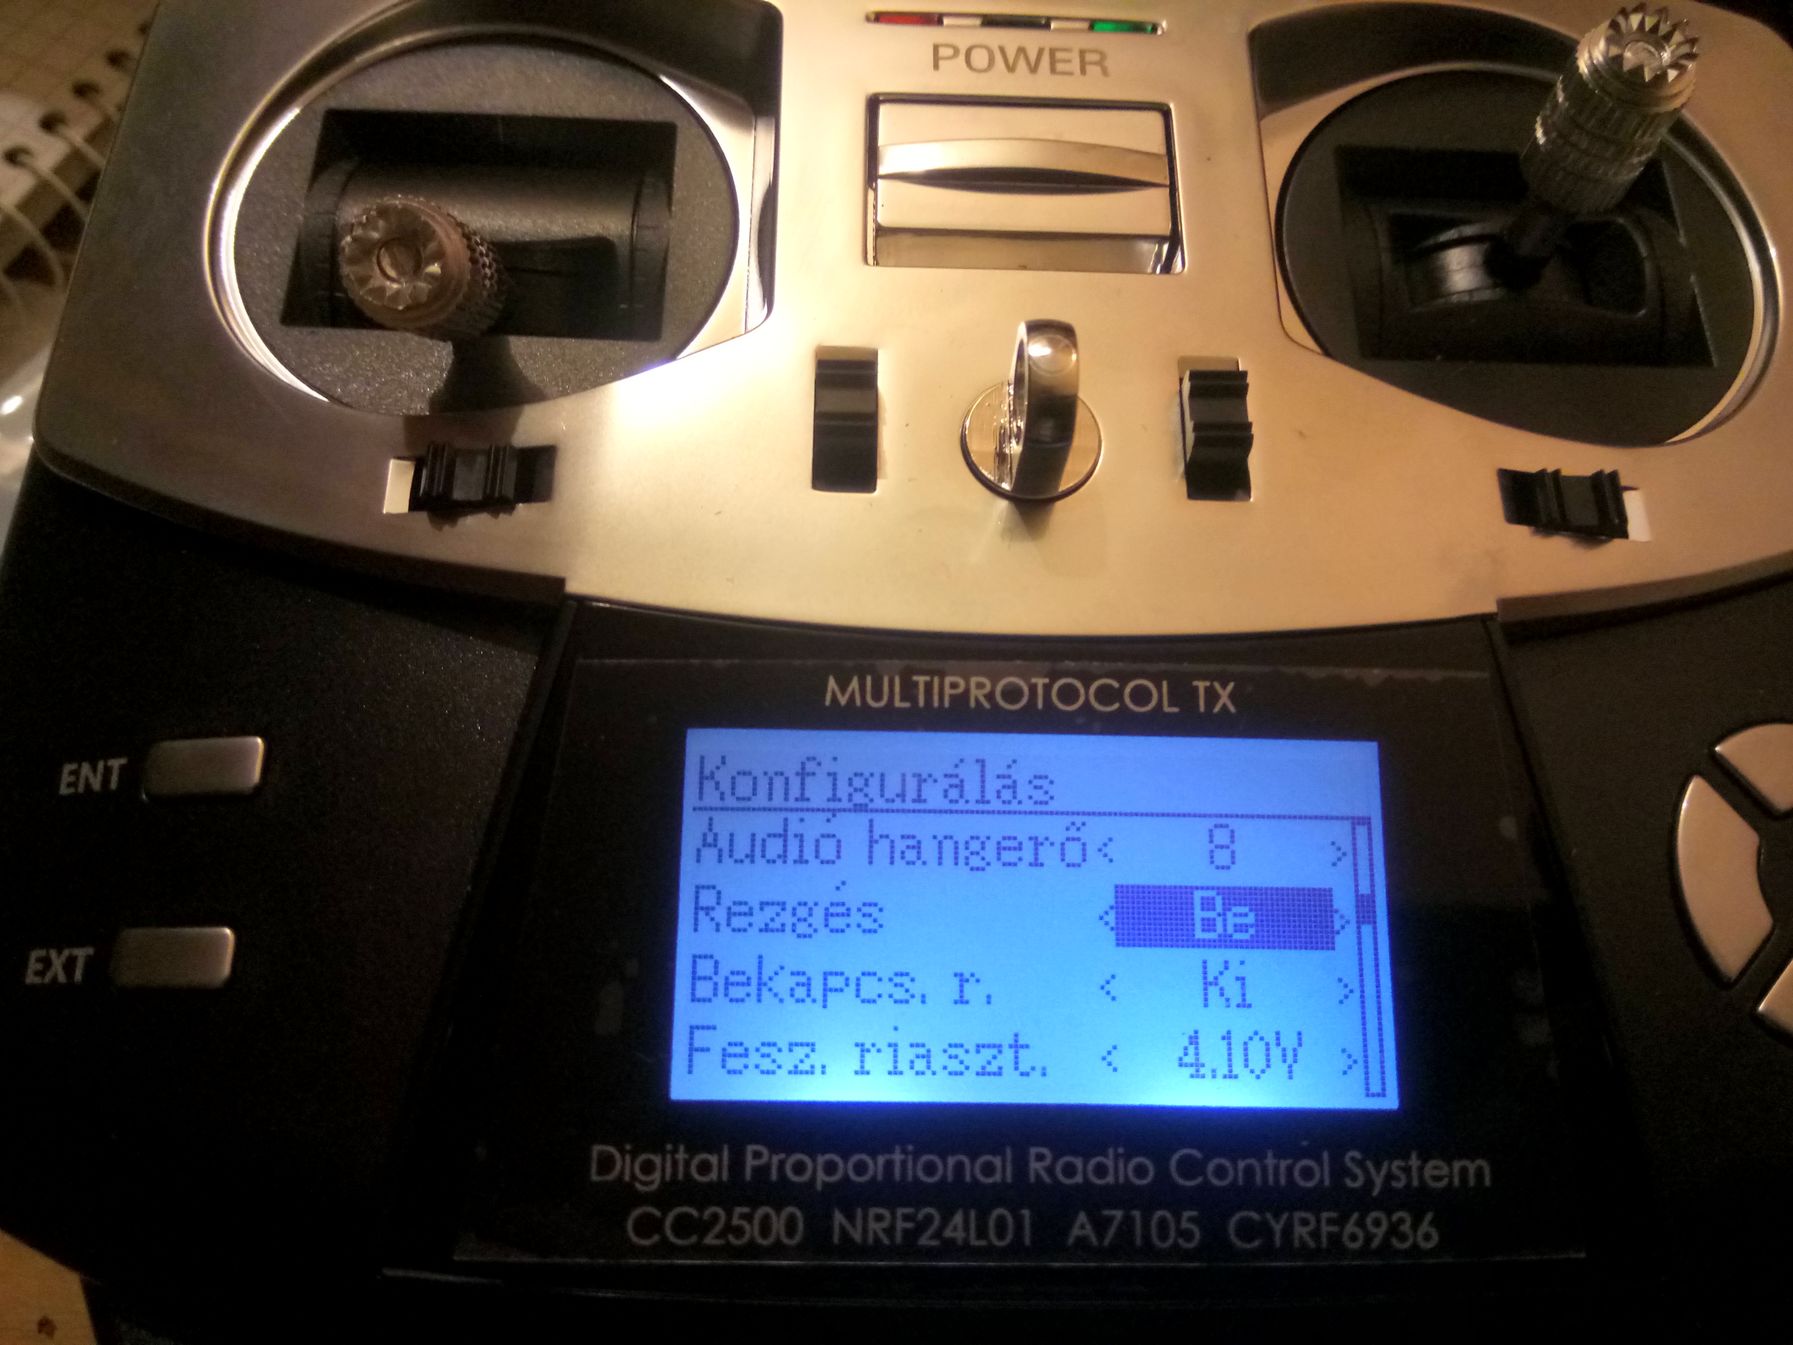 POWER
MULTIPROTOCOL TX
Konfigurálás
Audió hangerő < 8 >
Rezgés < Be >
Bekapcs. r. < Ki >
Fesz. riaszt. < 4.10V >
ENT
EXT
Digital Proportional Radio Control System
CC2500 NRF24L01 A7105 CYRF6936